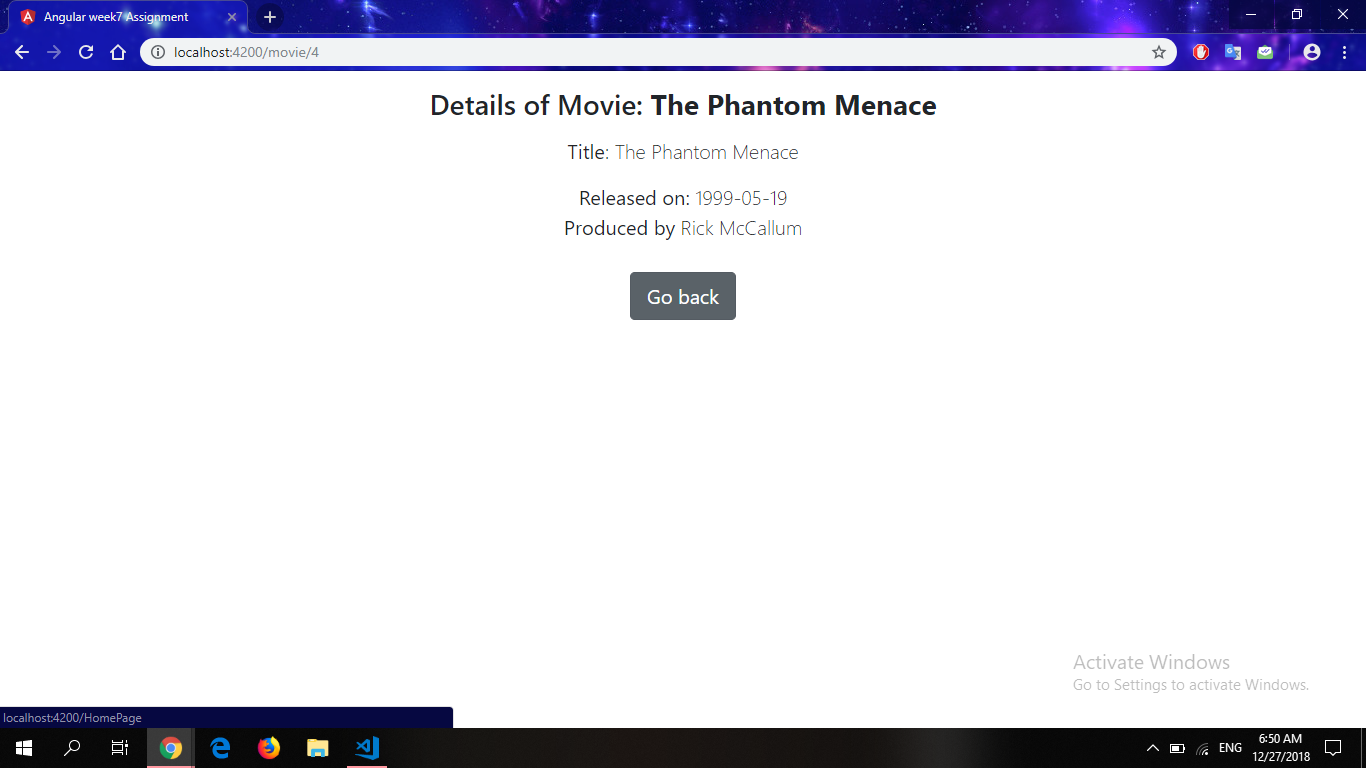 Angular week7 Assignment
localhost:4200/movie/4
Details of Movie: The Phantom Menace
Title: The Phantom Menace
Released on: 1999-05-19
Produced by Rick McCallum
Go back
Activate Windows
Go to Settings to activate Windows.
localhost:4200/HomePage
ENG
6:50 AM
12/27/2018